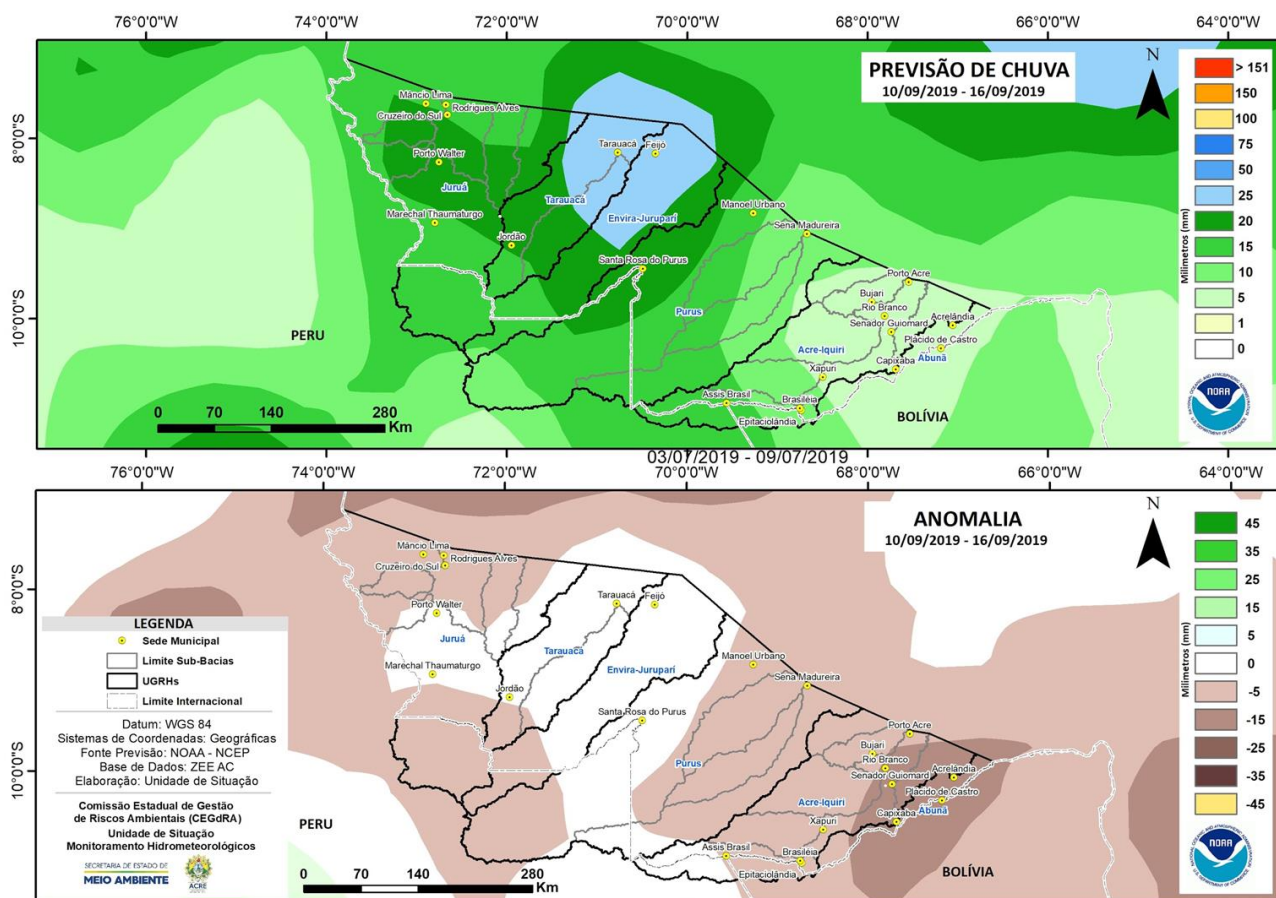 76°0'0"W 74°0'0"W 72°0'0"W 70°0'0"W 68°0'0"W 66°0'0"W 64°0'0"W
PREVISÃO DE CHUVA
10/09/2019 - 16/09/2019
N
> 151
150
100
75
50
25
20
15
10
5
1
0
Milímetros (mm)
8°0'0"S
10°0'0"S
Mâncio Lima
Rodrigues Alves
Cruzeiro do Sul
Porto Walter
Juruá
Marechal Thaumaturgo
Jordão
Tarauacá
Feijó
Tarauacá
Envira-Jurupari
Manoel Urbano
Sena Madureira
Santa Rosa do Purus
Purus
Porto Acre
Bujari
Rio Branco
Senador Guiomard
Acrelândia
Plácido de Castro
Abunã
Acre-Iquiri
Capixaba
Xapuri
Assis Brasil
Brasiléia
Epitaciolândia
PERU
BOLÍVIA
0 70 140 280
Km
NOAA
03/07/2019 - 09/07/2019
76°0'0"W 74°0'0"W 72°0'0"W 70°0'0"W 68°0'0"W 66°0'0"W 64°0'0"W
ANOMALIA
10/09/2019 - 16/09/2019
N
45
35
25
15
5
0
-5
-15
-25
-35
-45
Milímetros (mm)
8°0'0"S
10°0'0"S
Mâncio Lima
Rodrigues Alves
Cruzeiro do Sul
Porto Walter
Juruá
Marechal Thaumaturgo
Jordão
Tarauacá
Feijó
Tarauacá
Envira-Jurupari
Manoel Urbano
Sena Madureira
Santa Rosa do Purus
Purus
Porto Acre
Bujari
Rio Branco
Senador Guiomard
Acrelândia
Plácido de Castro
Abunã
Acre-Iquiri
Capixaba
Xapuri
Assis Brasil
Brasiléia
Epitaciolândia
PERU
BOLÍVIA
0 70 140 280
Km
NOAA
LEGENDA
Sede Municipal
Limite Sub-Bacias
UGRHs
Limite Internacional
Datum: WGS 84
Sistemas de Coordenadas: Geográficas
Fonte Previsão: NOAA - NCEP
Base de Dados: ZEE AC
Elaboração: Unidade de Situação
Comissão Estadual de Gestão
de Riscos Ambientais (CEGdRA)
Unidade de Situação
Monitoramento Hidrometeorológicos
SECRETARIA DE ESTADO DE
MEIO AMBIENTE
ACRE